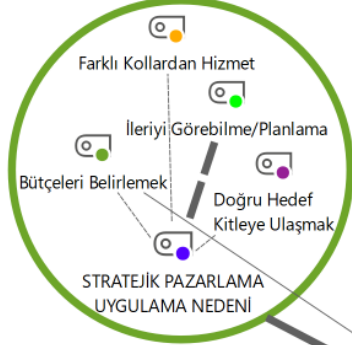 Farklı Kollardan Hizmet
İleriyi Görebilme/Planlama
Bütçeleri Belirlemek
Doğru Hedef
Kitleye Ulaşmak
STRATEJİK PAZARLAMA
UYGULAMA NEDENİ